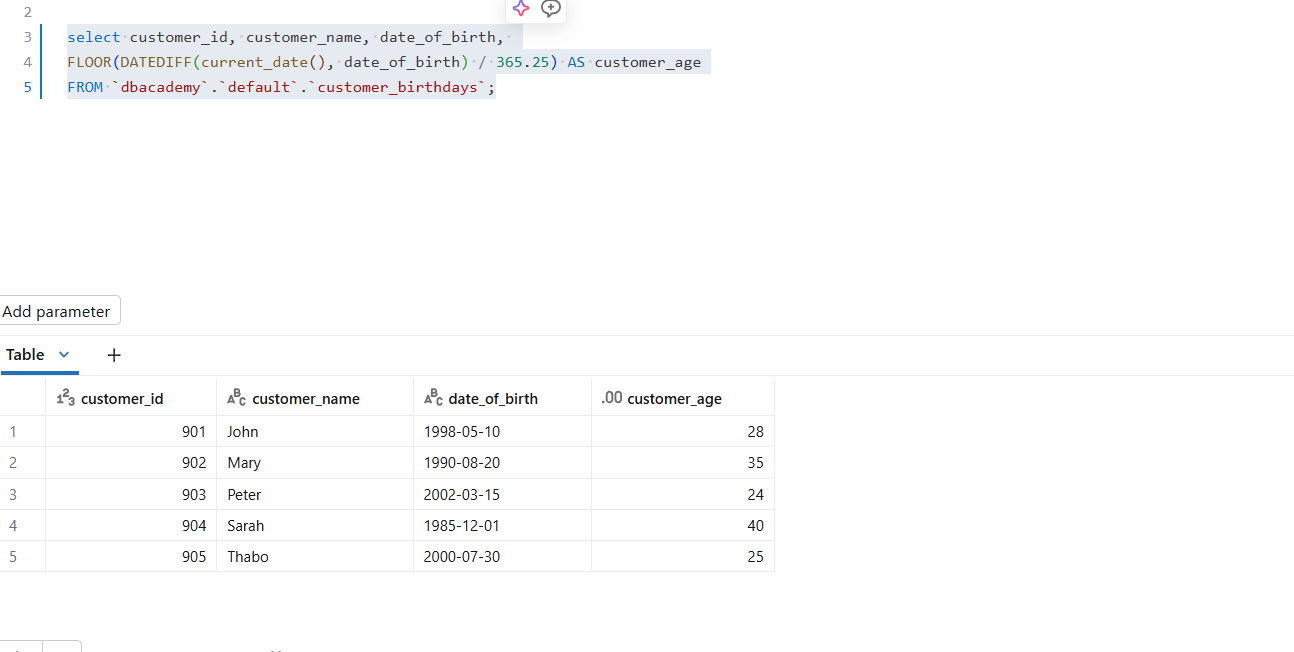 2
3 select customer_id, customer_name, date_of_birth,
4 FLOOR(DATEDIFF(current_date(), date_of_birth) / 365.25) AS customer_age
5 FROM `dbacademy`.`default`.`customer_birthdays`;
Add parameter
Table +
123 customer_id ABC customer_name ABC date_of_birth .00 customer_age
1 901 John 1998-05-10 28
2 902 Mary 1990-08-20 35
3 903 Peter 2002-03-15 24
4 904 Sarah 1985-12-01 40
5 905 Thabo 2000-07-30 25